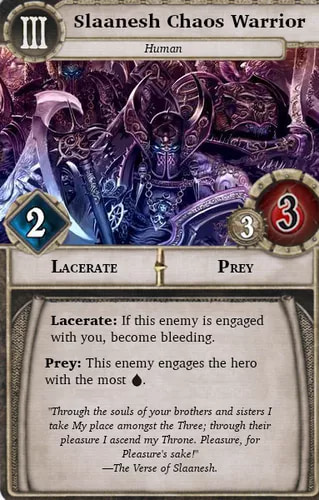 III
Slaanesh Chaos Warrior
Human
2
3
3
Lacerate
Prey
Lacerate: If this enemy is engaged
with you, become bleeding.
Prey: This enemy engages the hero
with the most .
"Through the souls of your brothers and sisters I
take My place amongst the Three; through their
pleasure I ascend my Throne. Pleasure, for
Pleasure's sake!"
—The Verse of Slaanesh.